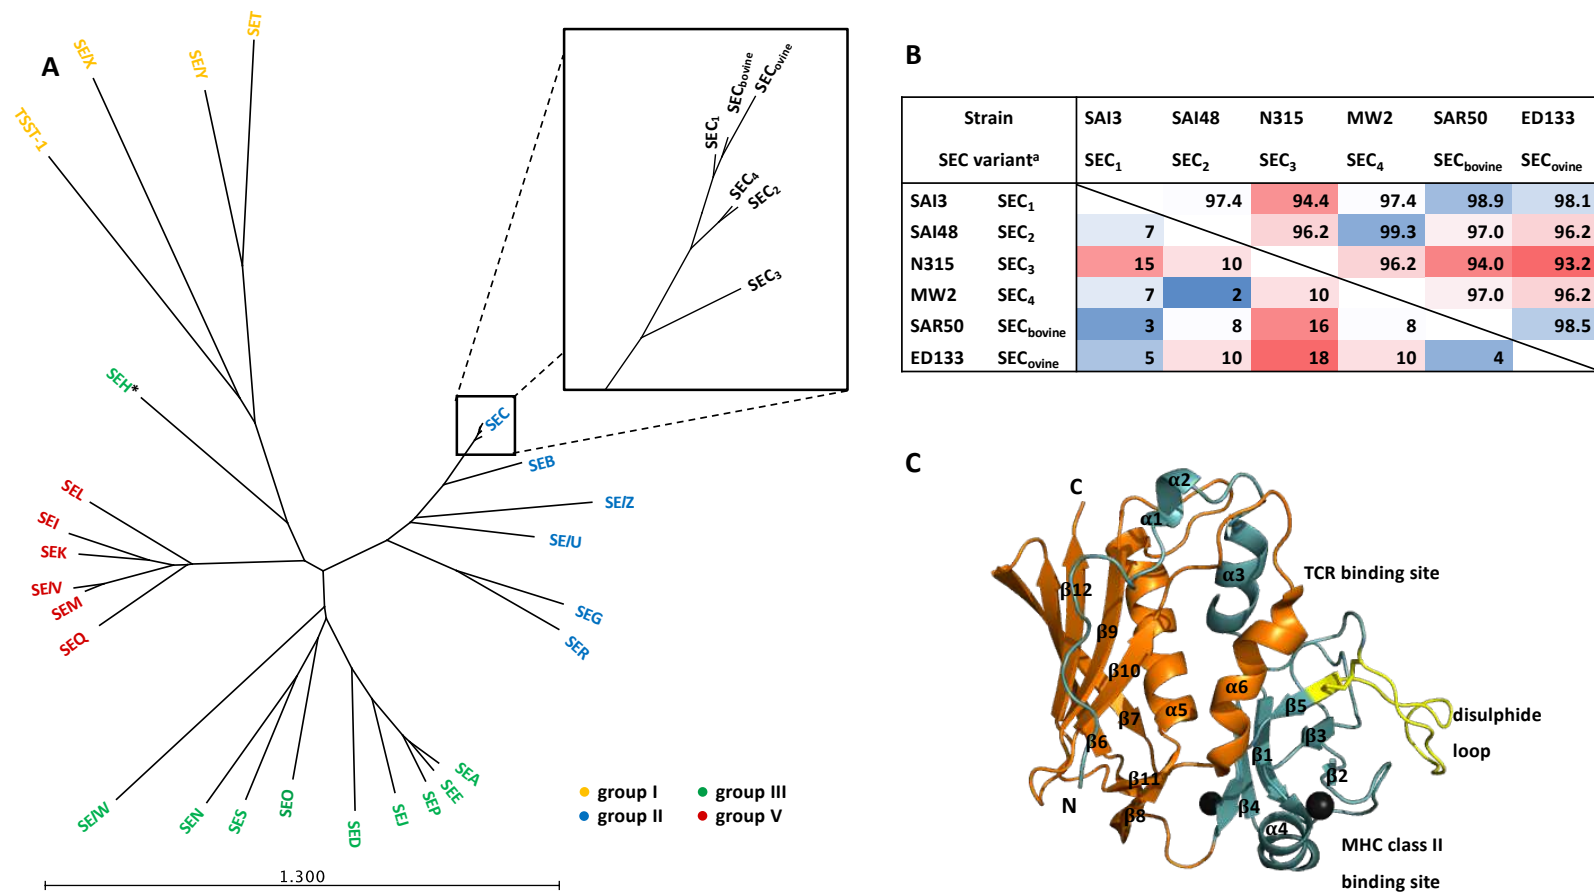 A
SET
SElX
SElY
TSST-1
SEH*
SEL
SEI
SEK
SElV
SEM
SEQ
SEC
SEB
SElZ
SElU
SEG
SER
SElW
SEN
SES
SEO
SED
SEJ
SEP
SEE
SEA
SEC1
SECbovine
SECovine
SEC4
SEC2
SEC3
group I
group III
group II
group V
1.300
B
Strain SAI3 SAI48 N315 MW2 SAR50 ED133
SEC variantᵃ SEC1 SEC2 SEC3 SEC4 SECbovine SECovine
SAI3 SEC1 97.4 94.4 97.4 98.9 98.1
SAI48 SEC2 7 96.2 99.3 97.0 96.2
N315 SEC3 15 10 96.2 94.0 93.2
MW2 SEC4 7 2 10 97.0 96.2
SAR50 SECbovine 3 8 16 8 98.5
ED133 SECovine 5 10 18 10 4
C
C
α2
α1
α3
TCR binding site
β12
β9
β10
α6
α5
β7
β5
disulphide
loop
β6
β3
β1
β2
β11
N
β4
β8
α4
MHC class II
binding site